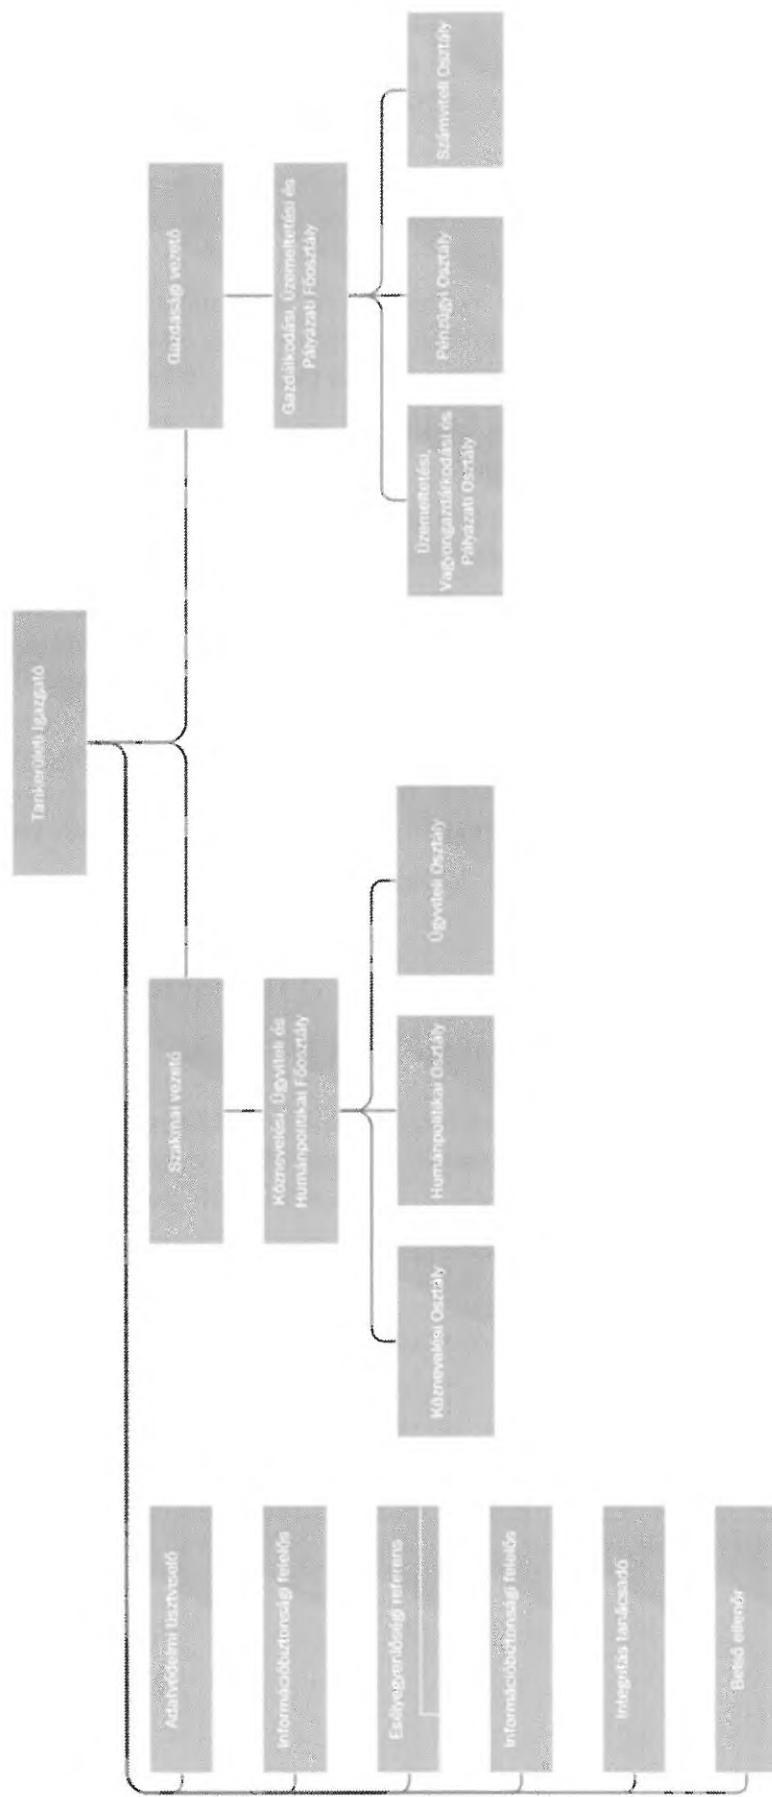 Tankerületi Igazgató
Szakmai vezető
Gazdasági vezető
Köznevelési, Ügyviteli és
Humánpolitikai Főosztály
Gazdálkodási, Üzemeltetési és
Pályázati Főosztály
Köznevelési Osztály
Humánpolitikai Osztály
Ügyviteli Osztály
Üzemeltetési,
Vagyongazdárkodási és
Pályázati Osztály
Pénzügyi Osztály
Számviteli Osztály
Adatvédelmi tisztviselő
Információbiztonsági felelős
Esélyegyenlőségi referens
Információbiztonsági felelős
Integritás tanácsadó
Belső ellenőr